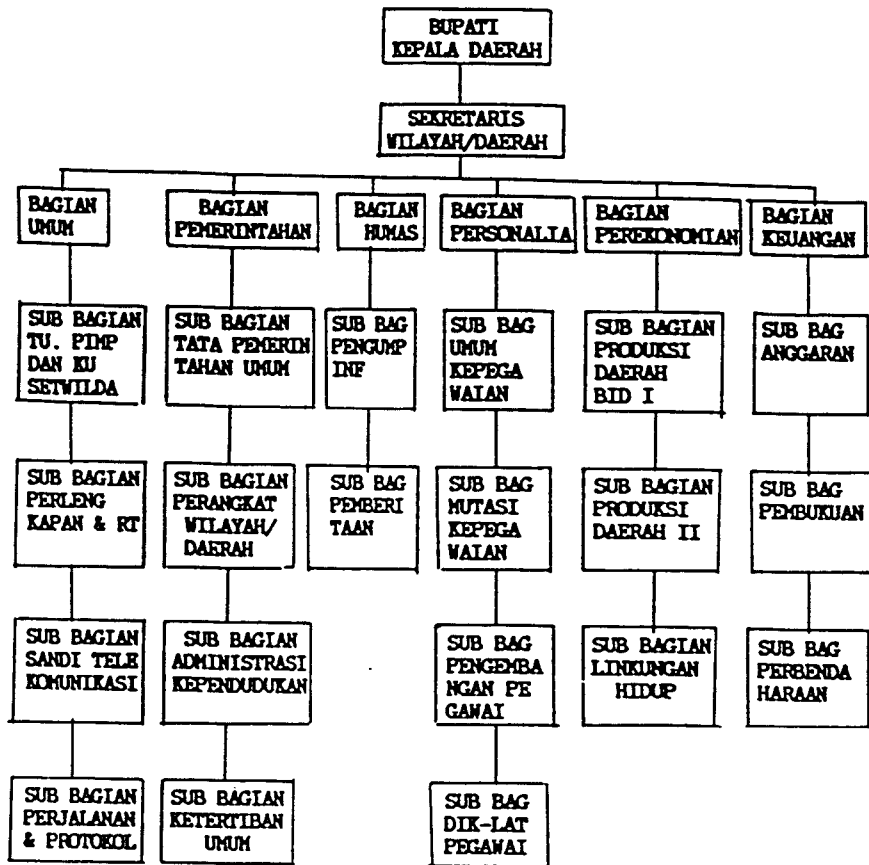 BUPATI
KEPALA DAERAH
SEKRETARIS
WILAYAH/DAERAH
BAGIAN
UMUM
BAGIAN
PEMERINTAHAN
BAGIAN
HUMAS
BAGIAN
PERSONALIA
BAGIAN
PEREKONOMIAN
BAGIAN
KEUANGAN
SUB BAGIAN
TU. PIMP
DAN KU
SETWILDA
SUB BAGIAN
TATA PEMERIN
TAHAN UMUM
SUB BAG
PENGUMP
INF
SUB BAG
UMUM
KEPEGA
WAIAN
SUB BAGIAN
PRODUKSI
DAERAH
BID I
SUB BAG
ANGGARAN
SUB BAGIAN
PERLENG
KAPAN & RT
SUB BAGIAN
PERANGKAT
WILAYAH/
DAERAH
SUB BAG
PEMBERI
TAAN
SUB BAG
MUTASI
KEPEGA
WAIAN
SUB BAGIAN
PRODUKSI
DAERAH II
SUB BAG
PEMBUKUAN
SUB BAGIAN
SANDI TELE
KOMUNIKASI
SUB BAGIAN
ADMINISTRASI
KEPENDUDUKAN
SUB BAG
PENGEMBA
NGAN PE
GAWAI
SUB BAGIAN
LINKUNGAN
HIDUP
SUB BAG
PERBENDA
HARAAN
SUB BAGIAN
PERJALANAN
& PROTOKOL
SUB BAGIAN
KETERTIBAN
UMUM
SUB BAG
DIK-LAT
PEGAWAI